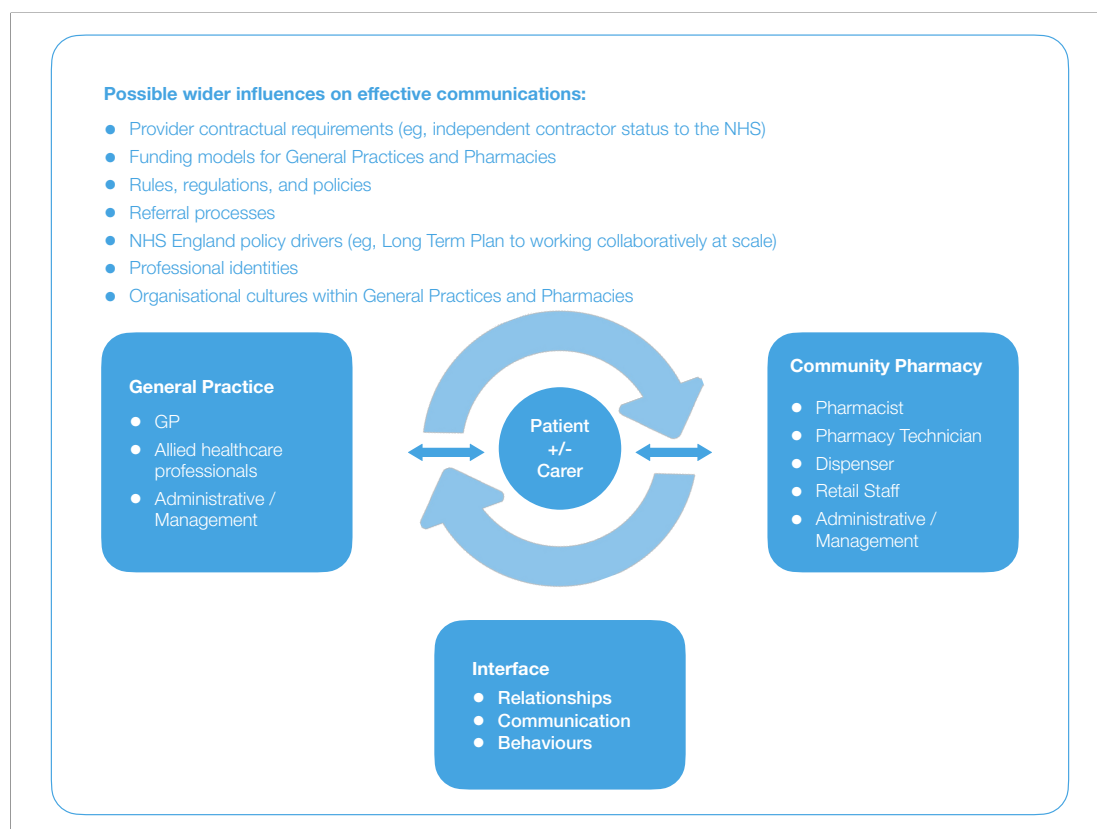 Possible wider influences on effective communications:
● Provider contractual requirements (eg, independent contractor status to the NHS)
● Funding models for General Practices and Pharmacies
● Rules, regulations, and policies
● Referral processes
● NHS England policy drivers (eg, Long Term Plan to working collaboratively at scale)
● Professional identities
● Organisational cultures within General Practices and Pharmacies
General Practice
● GP
● Allied healthcare
professionals
● Administrative /
Management
Patient
+/-
Carer
Community Pharmacy
● Pharmacist
● Pharmacy Technician
● Dispenser
● Retail Staff
● Administrative /
Management
Interface
● Relationships
● Communication
● Behaviours